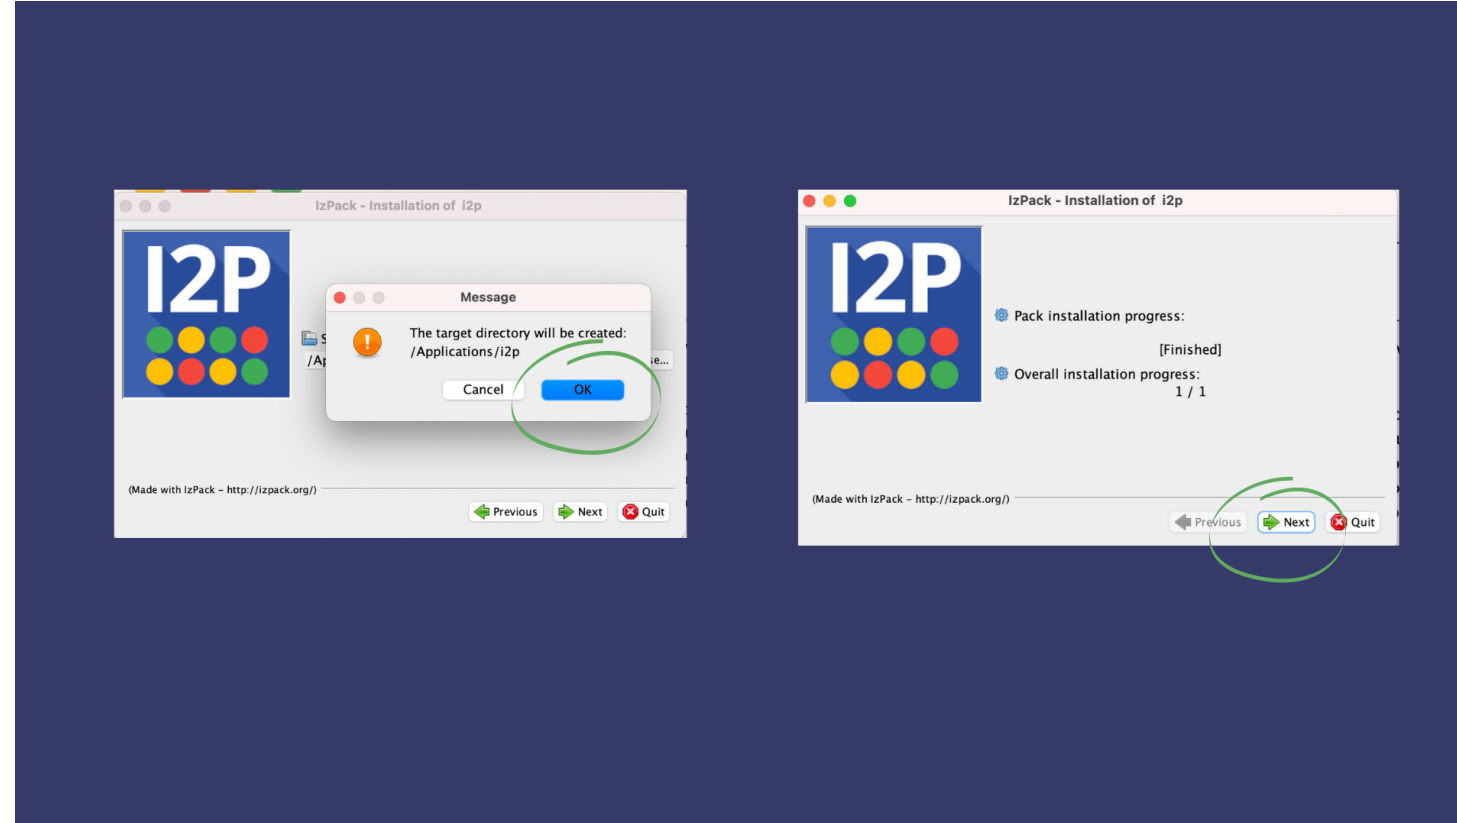 IzPack - Installation of i2p
I2P
Message
The target directory will be created:
/Applications/i2p
Cancel
OK
(Made with IzPack - http://izpack.org/)
Previous
Next
Quit
IzPack - Installation of i2p
I2P
Pack installation progress:
[Finished]
Overall installation progress:
1 / 1
(Made with IzPack - http://izpack.org/)
Previous
Next
Quit